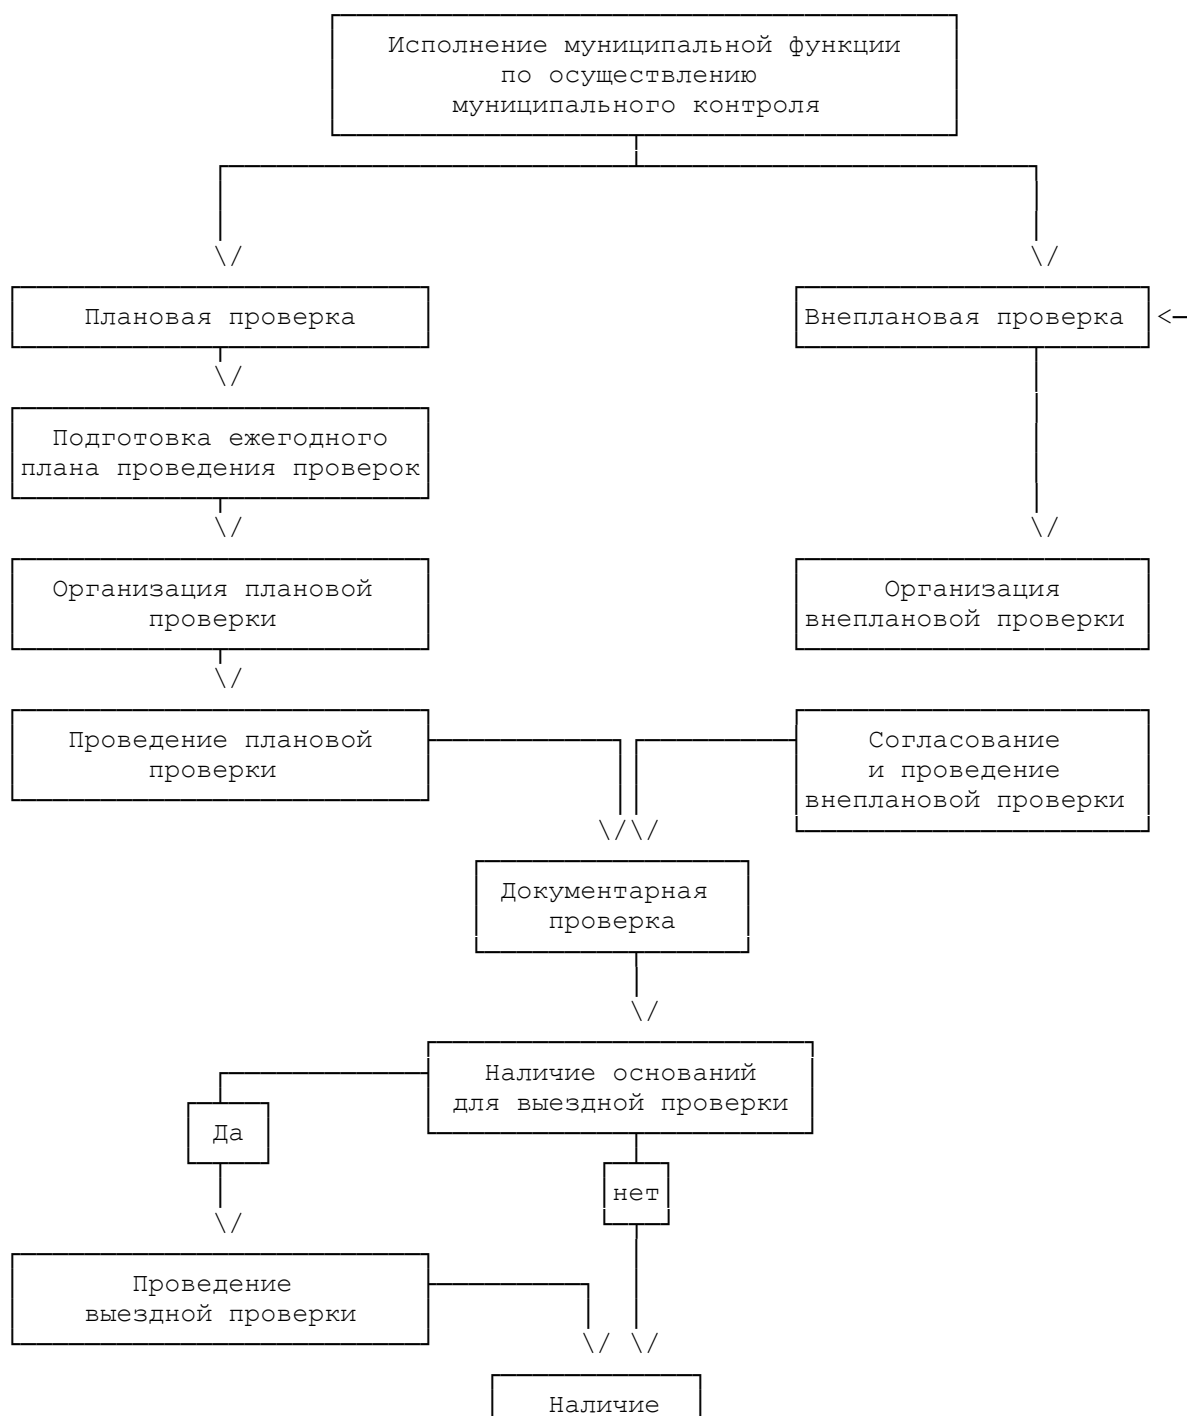 Исполнение муниципальной функции
по осуществлению
муниципального контроля
Плановая проверка
Внеплановая проверка
Подготовка ежегодного
плана проведения проверок
Организация плановой
проверки
Организация
внеплановой проверки
Проведение плановой
проверки
Согласование
и проведение
внеплановой проверки
Документарная
проверка
Наличие оснований
для выездной проверки
Да
нет
Проведение
выездной проверки
Наличие